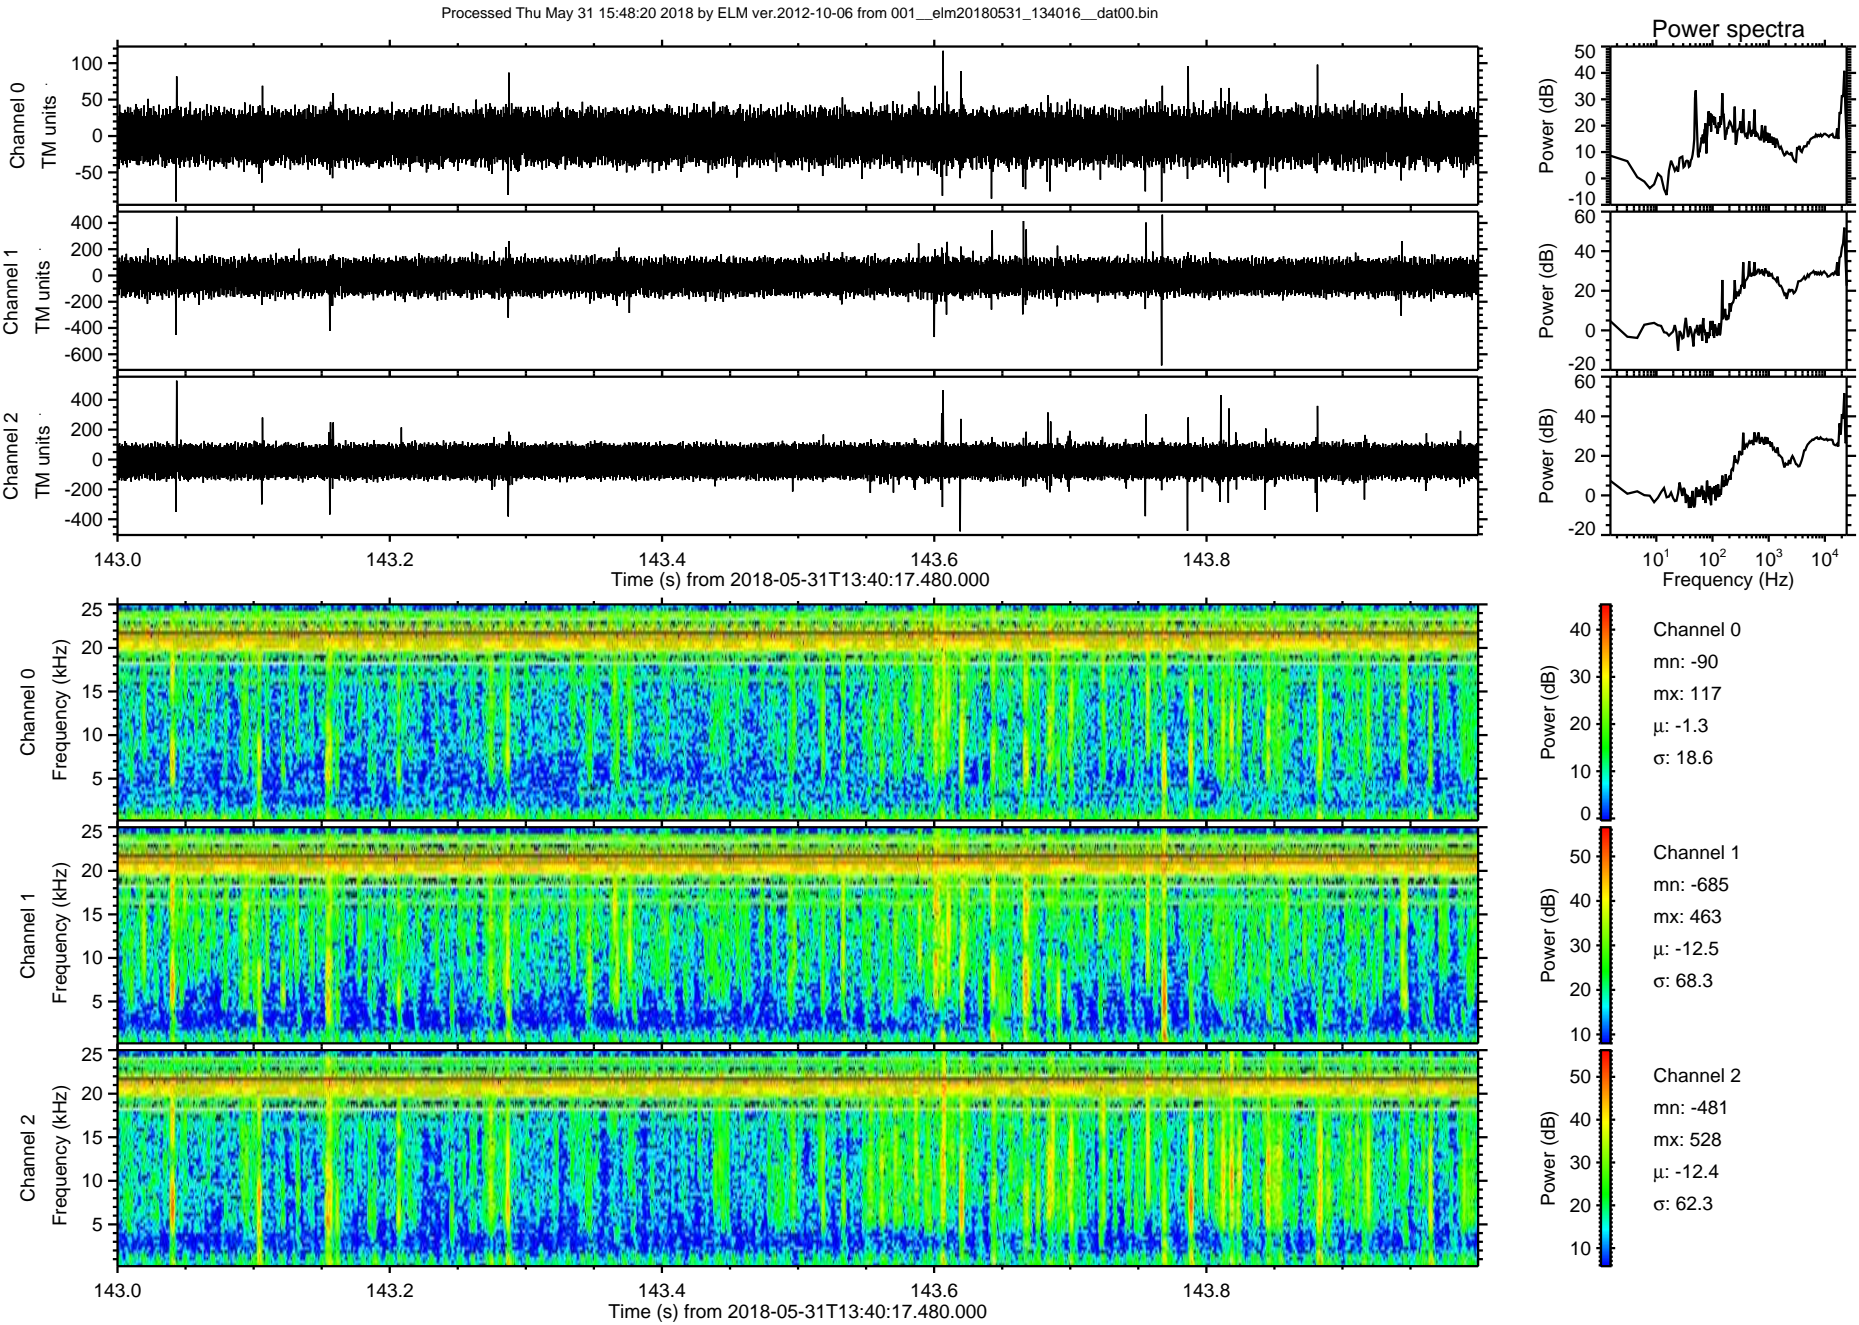 Processed Thu May 31 15:48:20 2018 by ELM ver.2012-10-06 from 001__elm20180531_134016__dat00.bin
Power spectra
Channel 0
TM units
100
50
0
-50
Power (dB)
50
40
30
20
10
0
-10
Channel 1
TM units
400
200
0
-200
-400
-600
Power (dB)
60
40
20
0
-20
Channel 2
TM units
400
200
0
-200
-400
Power (dB)
60
40
20
0
-20
143.0
143.2
143.4
143.6
143.8
Time (s) from 2018-05-31T13:40:17.480.000
10^1
10^2
10^3
10^4
Frequency (Hz)
Channel 0
Frequency (kHz)
25
20
15
10
5
Power (dB)
40
30
20
10
0
Channel 0
mn: -90
mx: 117
μ: -1.3
σ: 18.6
Channel 1
Frequency (kHz)
25
20
15
10
5
Power (dB)
50
40
30
20
10
Channel 1
mn: -685
mx: 463
μ: -12.5
σ: 68.3
Channel 2
Frequency (kHz)
25
20
15
10
5
Power (dB)
50
40
30
20
10
Channel 2
mn: -481
mx: 528
μ: -12.4
σ: 62.3
143.0
143.2
143.4
143.6
143.8
Time (s) from 2018-05-31T13:40:17.480.000